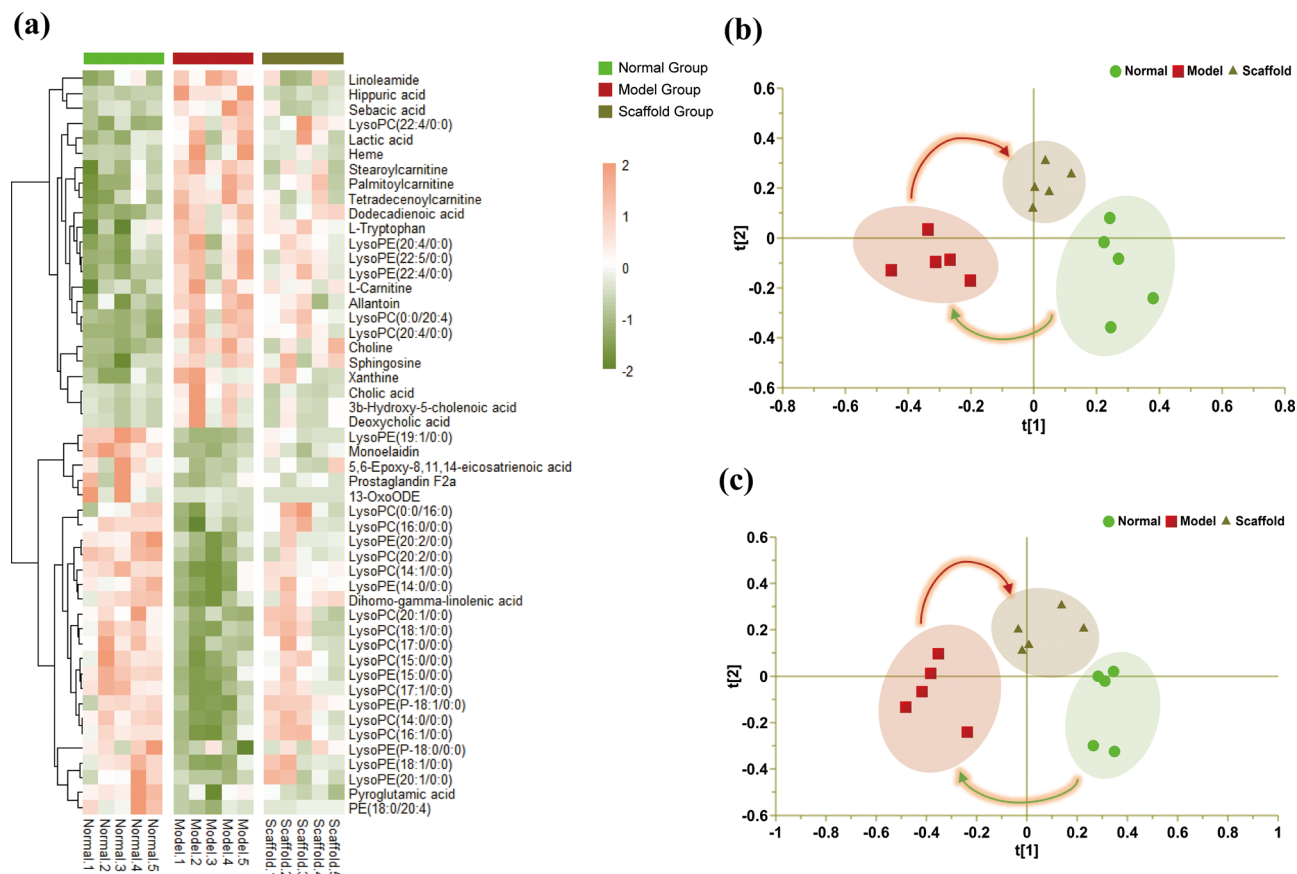 (a)
Normal Group
Model Group
Scaffold Group
2
1
0
-1
-2
Linoleamide
Hippuric acid
Sebacic acid
LysoPC(22:4/0:0)
Lactic acid
Heme
Stearoylcarnitine
Palmitoylcarnitine
Tetradecenoylcarnitine
Dodecadienoic acid
L-Tryptophan
LysoPE(20:4/0:0)
LysoPE(22:5/0:0)
LysoPE(22:4/0:0)
L-Carnitine
Allantoin
LysoPC(0:0/20:4)
LysoPC(20:4/0:0)
Choline
Sphingosine
Xanthine
Cholic acid
3b-Hydroxy-5-cholenoic acid
Deoxycholic acid
LysoPE(19:1/0:0)
Monoelaidin
5,6-Epoxy-8,11,14-eicosatrienoic acid
Prostaglandin F2a
13-OxoODE
LysoPC(0:0/16:0)
LysoPC(16:0/0:0)
LysoPE(20:2/0:0)
LysoPC(20:2/0:0)
LysoPC(14:1/0:0)
LysoPE(14:0/0:0)
Dihomo-gamma-linolenic acid
LysoPC(20:1/0:0)
LysoPC(18:1/0:0)
LysoPC(17:0/0:0)
LysoPC(15:0/0:0)
LysoPE(15:0/0:0)
LysoPC(17:1/0:0)
LysoPE(P-18:1/0:0)
LysoPC(14:0/0:0)
LysoPC(16:1/0:0)
LysoPE(P-18:0/0:0)
LysoPE(18:1/0:0)
LysoPE(20:1/0:0)
Pyroglutamic acid
PE(18:0/20:4)
Normal.1
Normal.2
Normal.3
Normal.4
Normal.5
Model.1
Model.2
Model.3
Model.4
Model.5
Scaffold.
Scaffold.
Scaffold.
Scaffold.
Scaffold.
(b)
Normal Model Scaffold
0.6
0.4
0.2
0
-0.2
-0.4
-0.6
t[2]
-0.8 -0.6 -0.4 -0.2 0 0.2 0.4 0.6 0.8
t[1]
(c)
Normal Model Scaffold
0.6
0.4
0.2
0
-0.2
-0.4
-0.6
t[2]
-1 -0.8 -0.6 -0.4 -0.2 0 0.2 0.4 0.6 0.8 1
t[1]